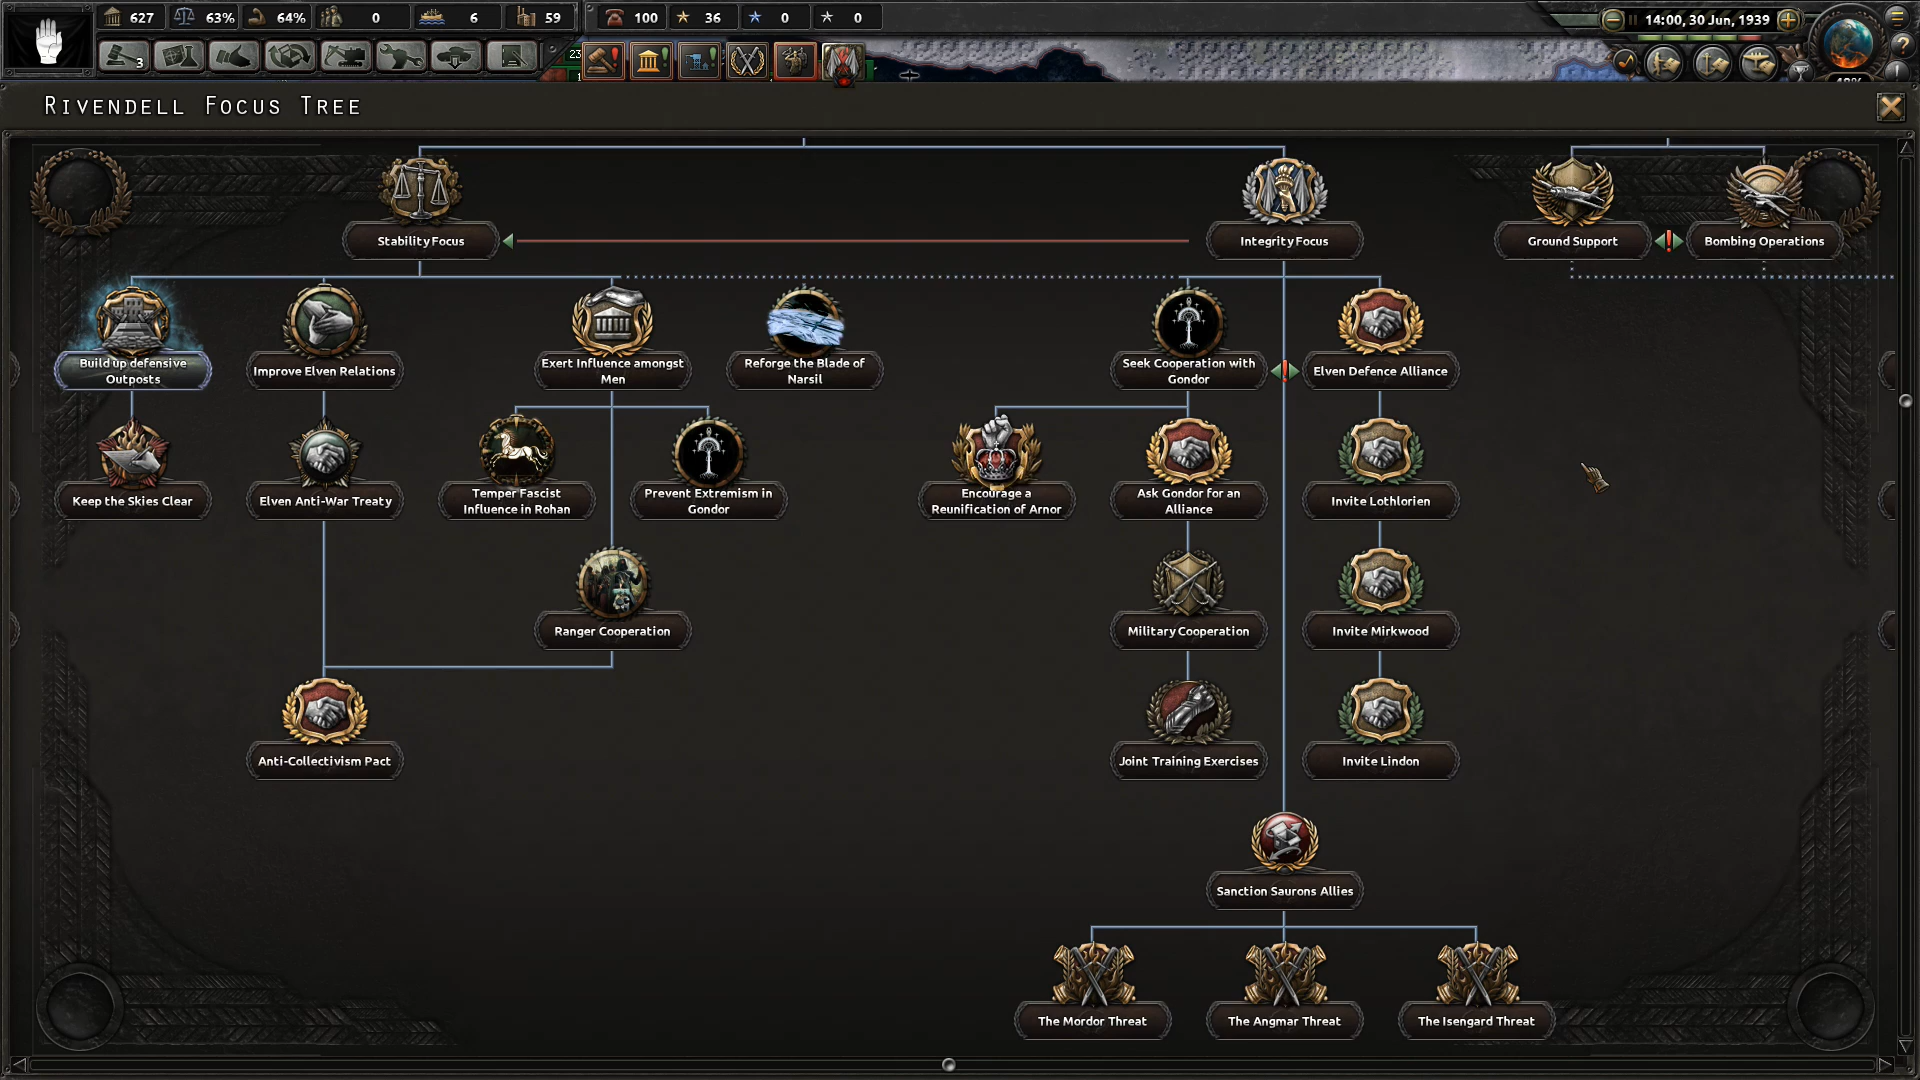 627
63%
64%
0
6
59
100
36
0
0
14:00, 30 Jun, 1939
3
23
1
Rivendell Focus Tree
Stability Focus
Integrity Focus
Ground Support
Bombing Operations
Build up defensive
Outposts
Improve Elven Relations
Exert Influence amongst
Men
Reforge the Blade of
Narsil
Seek Cooperation with
Gondor
Elven Defence Alliance
Keep the Skies Clear
Elven Anti-War Treaty
Temper Fascist
Influence in Rohan
Prevent Extremism in
Gondor
Encourage a
Reunification of Arnor
Ask Gondor for an
Alliance
Invite Lothlorien
Ranger Cooperation
Military Cooperation
Invite Mirkwood
Anti-Collectivism Pact
Joint Training Exercises
Invite Lindon
Sanction Saurons Allies
The Mordor Threat
The Angmar Threat
The Isengard Threat